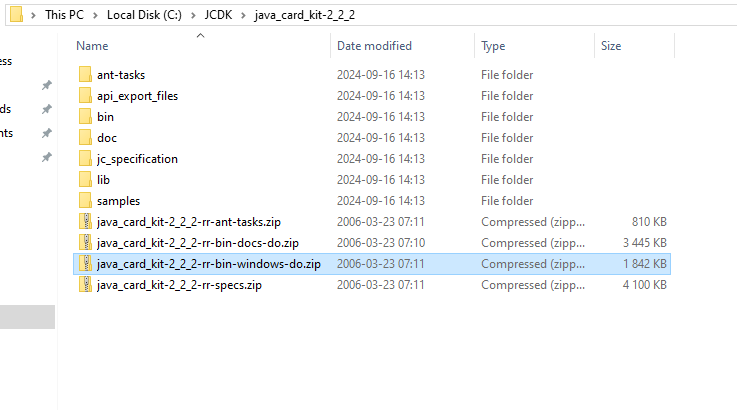 This PC > Local Disk (C:) > JCDK > java_card_kit-2_2_2
Name Date modified Type Size
ess
ant-tasks 2024-09-16 14:13 File folder
api_export_files 2024-09-16 14:13 File folder
ds
bin 2024-09-16 14:13 File folder
nts
doc 2024-09-16 14:13 File folder
jc_specification 2024-09-16 14:13 File folder
lib 2024-09-16 14:13 File folder
samples 2024-09-16 14:13 File folder
java_card_kit-2_2_2-rr-ant-tasks.zip 2006-03-23 07:11 Compressed (zipp... 810 KB
java_card_kit-2_2_2-rr-bin-docs-do.zip 2006-03-23 07:10 Compressed (zipp... 3 445 KB
java_card_kit-2_2_2-rr-bin-windows-do.zip 2006-03-23 07:11 Compressed (zipp... 1 842 KB
java_card_kit-2_2_2-rr-specs.zip 2006-03-23 07:11 Compressed (zipp... 4 100 KB